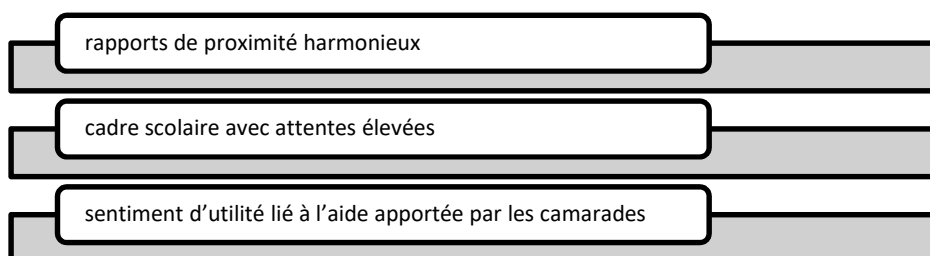 rapports de proximité harmonieux
cadre scolaire avec attentes élevées
sentiment d’utilité lié à l’aide apportée par les camarades